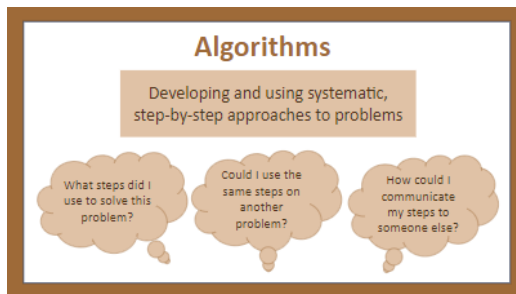 Algorithms
Developing and using systematic,
step-by-step approaches to problems
What steps did I
use to solve this
problem?
Could I use the
same steps on
another
problem?
How could I
communicate
my steps to
someone else?